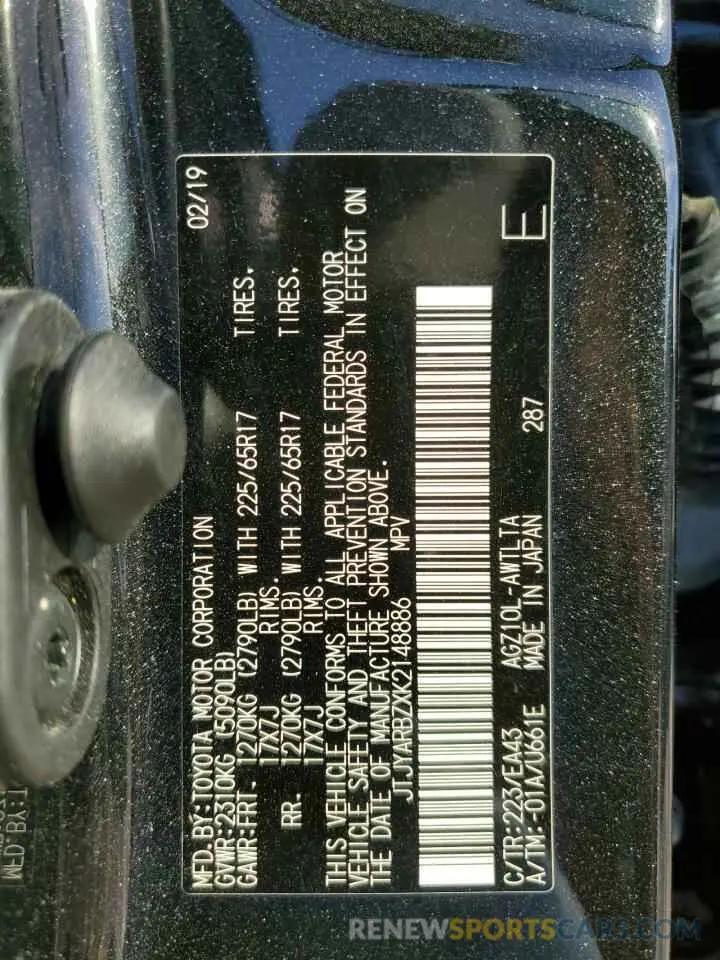 MFD.BY:TOYOTA MOTOR CORPORATION 02/19
GVWR:2310KG (5090LB)
GAWR:FRT. 1270KG (2790LB) WITH 225/65R17 TIRES,
17X7J RIMS.
RR. 1270KG (2790LB) WITH 225/65R17 TIRES,
17X7J RIMS.
THIS VEHICLE CONFORMS TO ALL APPLICABLE FEDERAL MOTOR
VEHICLE SAFETY AND THEFT PREVENTION STANDARDS IN EFFECT ON
THE DATE OF MANUFACTURE SHOWN ABOVE.
JTJYARBZXK2148886 MPV
C/TR:223/EA43 AGZ10L-AWTLTA 287 E
A/TM:-01A/U661E MADE IN JAPAN
RENEWSPORTSCARS.COM